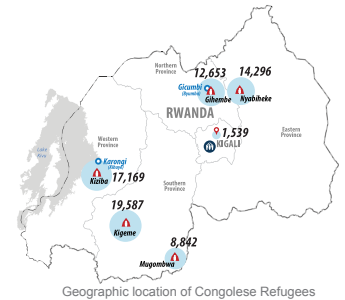 Northern
Province
12,653
14,296
Gicumbi
(Byumba)
Gihembe
Nyabiheke
RWANDA
1,539
KIGALI
Eastern
Province
Lake
Kivu
Western
Province
Karongi
(Kibuye)
Kiziba
17,169
Southern
Province
19,587
Kigeme
8,842
Mugombwa
Geographic location of Congolese Refugees